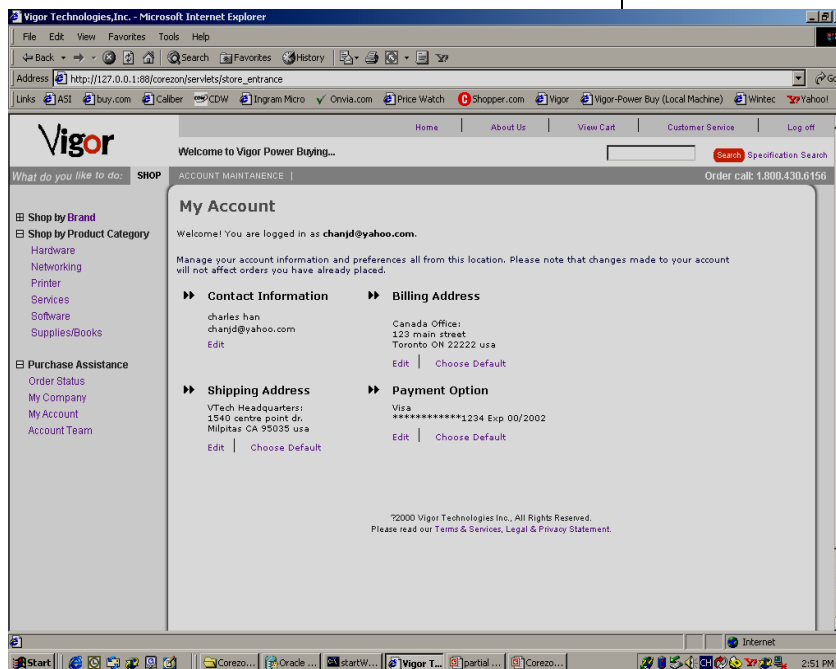 Vigor Technologies,Inc. - Microsoft Internet Explorer
File Edit View Favorites Tools Help
Back Search Favorites History
Address http://127.0.0.1:88/corezon/servlets/store_entrance Go
Links ASI buy.com Caliber CDW Ingram Micro Onvia.com Price Watch Shopper.com Vigor Vigor-Power Buy (Local Machine) Wintec Yahoo!
Vigor
Home About Us View Cart Customer Service Log off
Welcome to Vigor Power Buying...
Search Specification Search
What do you like to do: SHOP ACCOUNT MAINTANENCE | Order call: 1.800.430.6156
Shop by Brand
Shop by Product Category
Hardware
Networking
Printer
Services
Software
Supplies/Books
Purchase Assistance
Order Status
My Company
My Account
Account Team
My Account
Welcome! You are logged in as chanjd@yahoo.com.
Manage your account information and preferences all from this location. Please note that changes made to your account
will not affect orders you have already placed.
Contact Information
charles han
chanjd@yahoo.com
Edit
Billing Address
Canada Office:
123 main street
Toronto ON 22222 usa
Edit | Choose Default
Shipping Address
VTech Headquarters:
1540 centre point dr.
Milpitas CA 95035 usa
Edit | Choose Default
Payment Option
Visa
************1234 Exp 00/2002
Edit | Choose Default
?2000 Vigor Technologies Inc., All Rights Reserved.
Please read our Terms & Services, Legal & Privacy Statement.
Internet
Start Corezo... Oracle ... startW... Vigor T... partial ... Corezo... CH 2:51 PM